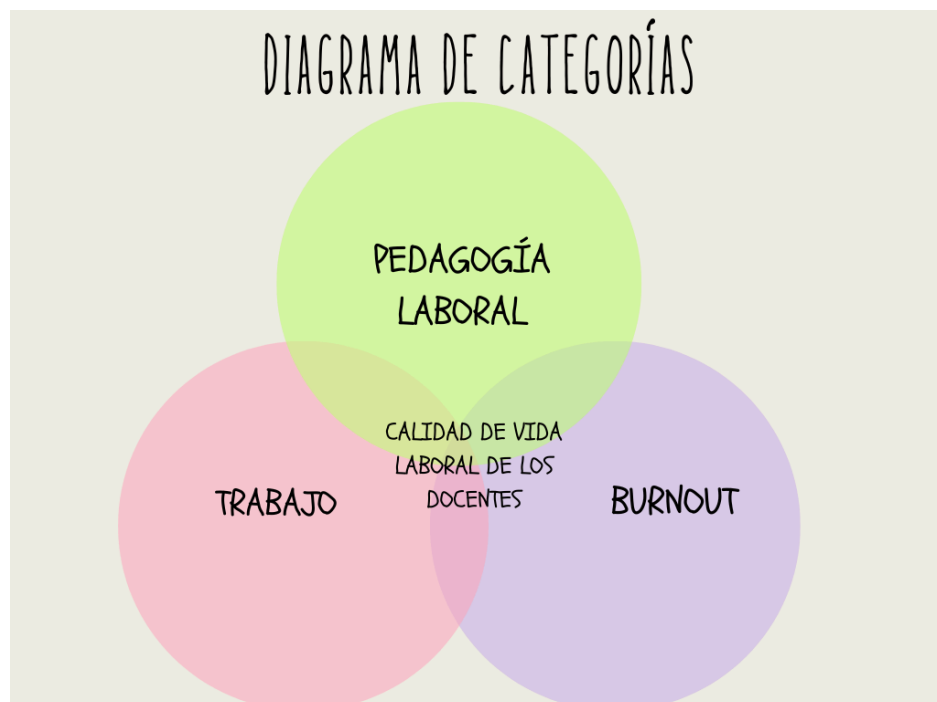 DIAGRAMA DE CATEGORÍAS
PEDAGOGÍA
LABORAL
CALIDAD DE VIDA
LABORAL DE LOS
DOCENTES
TRABAJO
BURNOUT